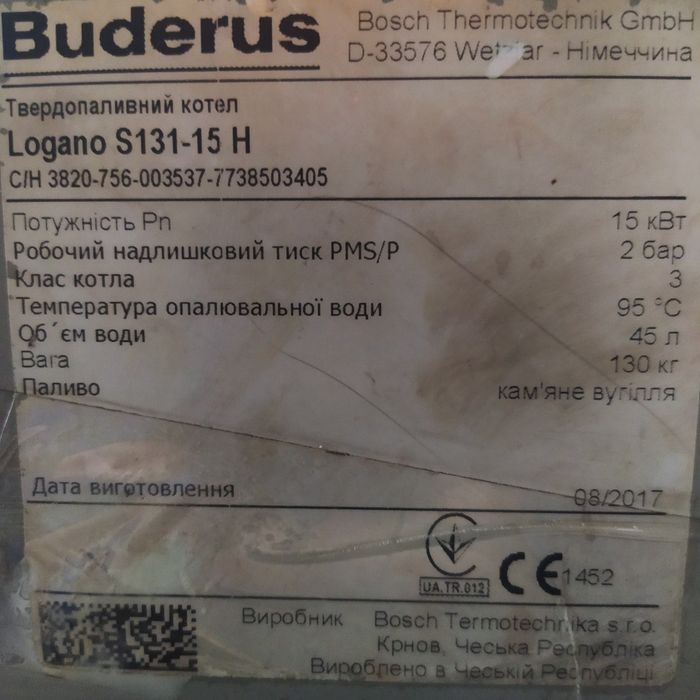 Buderus
Bosch Thermotechnik GmbH
D-33576 Wetzlar - Німеччина
Твердопаливний котел
Logano S131-15 H
С/Н 3820-756-003537-7738503405
Потужність Pn 15 кВт
Робочий надлишковий тиск PMS/P 2 бар
Клас котла 3
Температура опалювальної води 95 °C
Об´єм води 45 л
Вага 130 кг
Паливо кам'яне вугілля
Дата виготовлення 08/2017
UA.TR.012
CE 1452
Виробник Bosch Termotechnika s.r.o.
Крнов, Чеська Републіка
Вироблено в Чеській Републіці